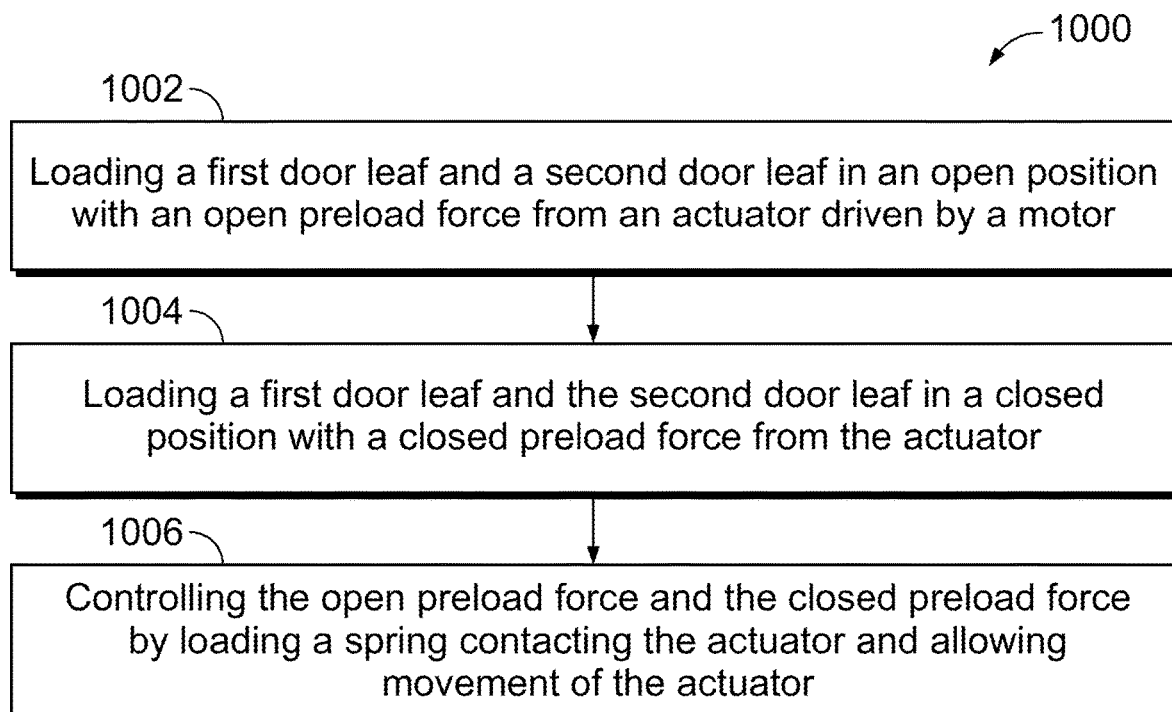 1000
1002
Loading a first door leaf and a second door leaf in an open position
with an open preload force from an actuator driven by a motor
1004
Loading a first door leaf and the second door leaf in a closed
position with a closed preload force from the actuator
1006
Controlling the open preload force and the closed preload force
by loading a spring contacting the actuator and allowing
movement of the actuator